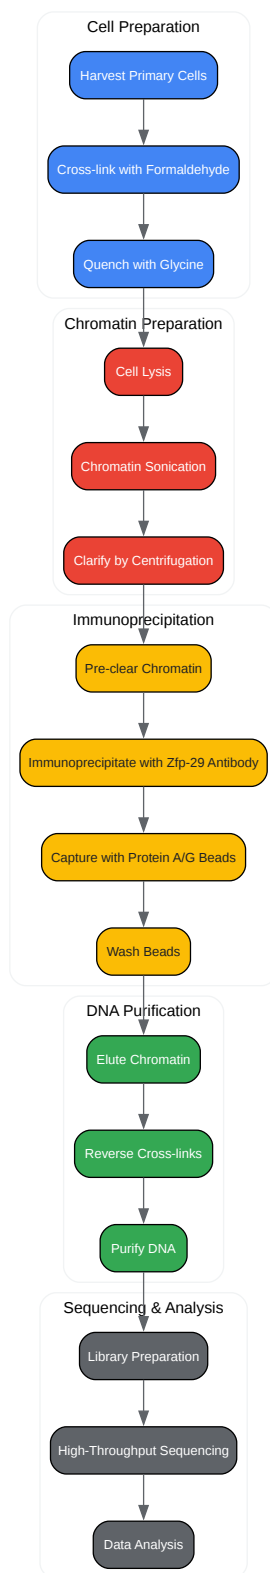 Cell Preparation
Harvest Primary Cells
Cross-link with Formaldehyde
Quench with Glycine
Chromatin Preparation
Cell Lysis
Chromatin Sonication
Clarify by Centrifugation
Immunoprecipitation
Pre-clear Chromatin
Immunoprecipitate with Zfp-29 Antibody
Capture with Protein A/G Beads
Wash Beads
DNA Purification
Elute Chromatin
Reverse Cross-links
Purify DNA
Sequencing & Analysis
Library Preparation
High-Throughput Sequencing
Data Analysis